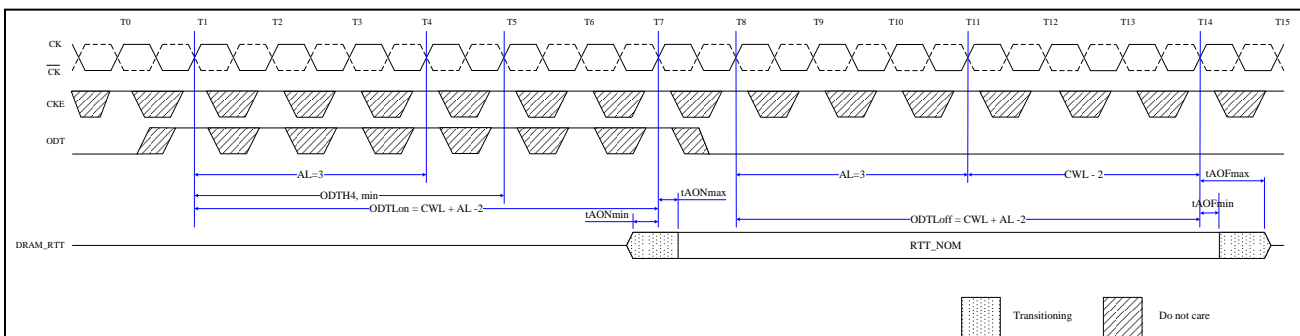 T0 T1 T2 T3 T4 T5 T6 T7 T8 T9 T10 T11 T12 T13 T14 T15
CK
CK
CKE
ODT
AL=3 AL=3 CWL - 2
tAOFmax
ODTH4, min tAONmax
ODTLon = CWL + AL -2 tAOFmin
tAONmin ODTLoff = CWL + AL -2
DRAM_RTT RTT_NOM
Transitioning Do not care